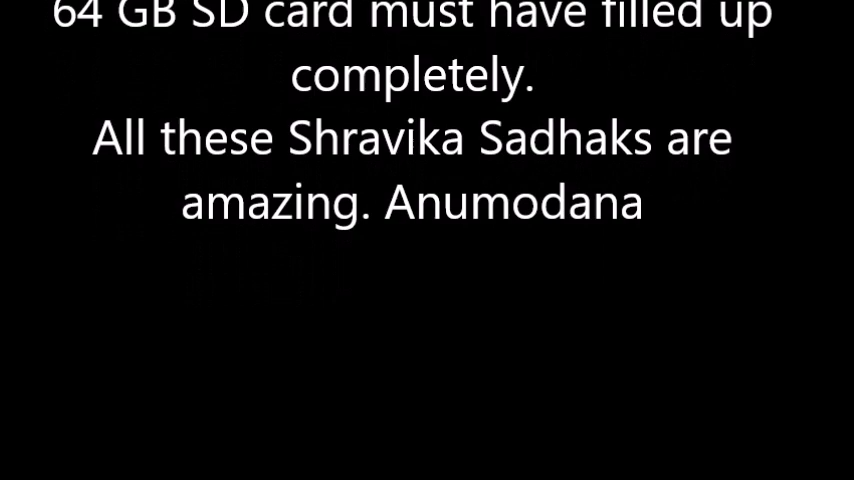 64 GB SD card must have filled up
completely.
All these Shravika Sadhaks are
amazing. Anumodana